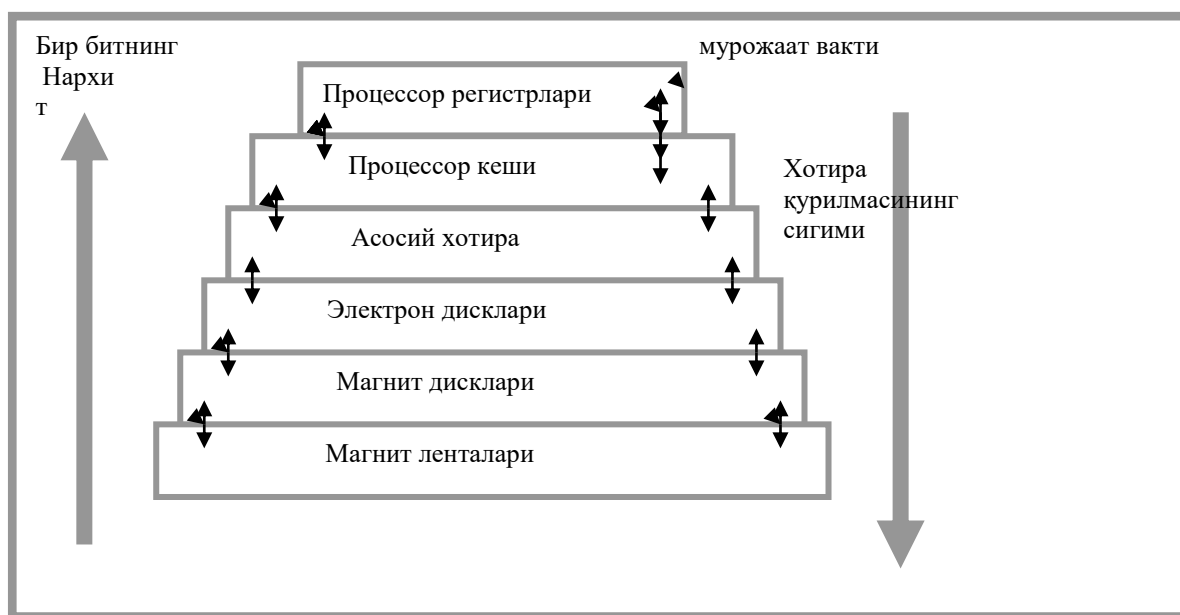 Бир битнинг
Нархи
т
мурожаат вакти
Процессор регистрлари
Процессор кеши
Хотира
қурилмасининг
сигими
Асосий хотира
Электрон дисклари
Магнит дисклари
Магнит ленталари